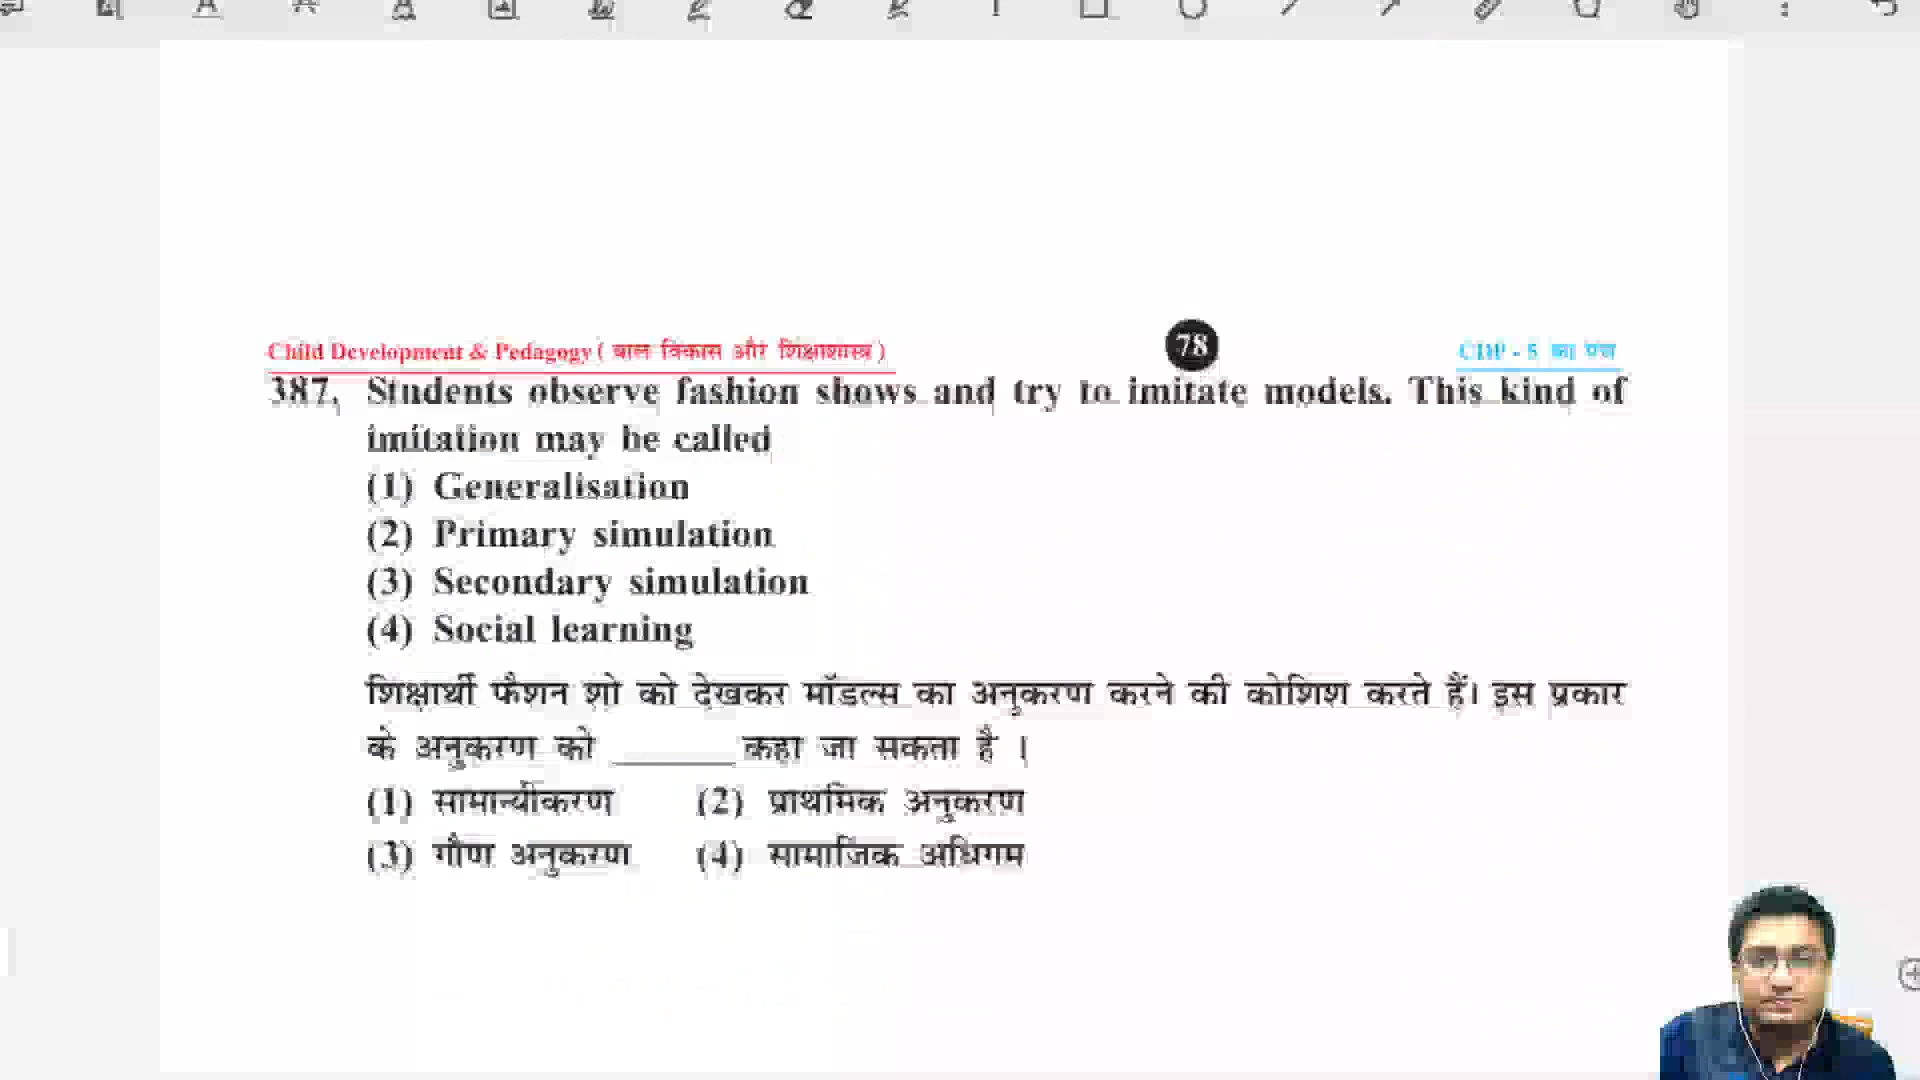 Child Development & Pedagogy ( बाल विकास और शिक्षाशास्त्र )
78
CDP - 5 का पंच
387. Students observe fashion shows and try to imitate models. This kind of
imitation may be called
(1) Generalisation
(2) Primary simulation
(3) Secondary simulation
(4) Social learning
शिक्षार्थी फैशन शो को देखकर मॉडल्स का अनुकरण करने की कोशिश करते हैं। इस प्रकार
के अनुकरण को ______ कहा जा सकता है ।
(1) सामान्यीकरण (2) प्राथमिक अनुकरण
(3) गौण अनुकरण (4) सामाजिक अधिगम